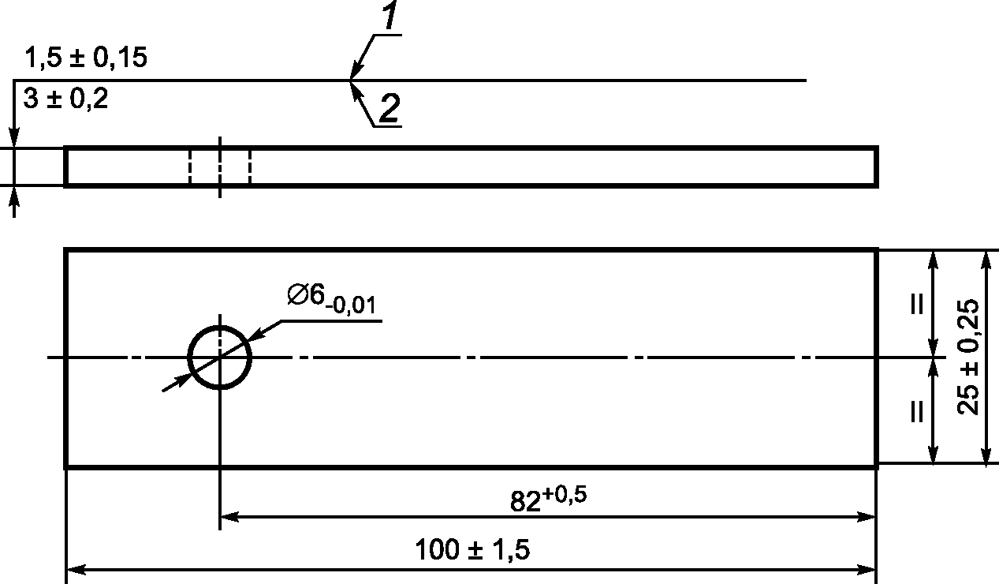 1
1,5 ± 0,15
3 ± 0,2
2
∅6-0,01
=
=
25 ± 0,25
82+0,5
100 ± 1,5